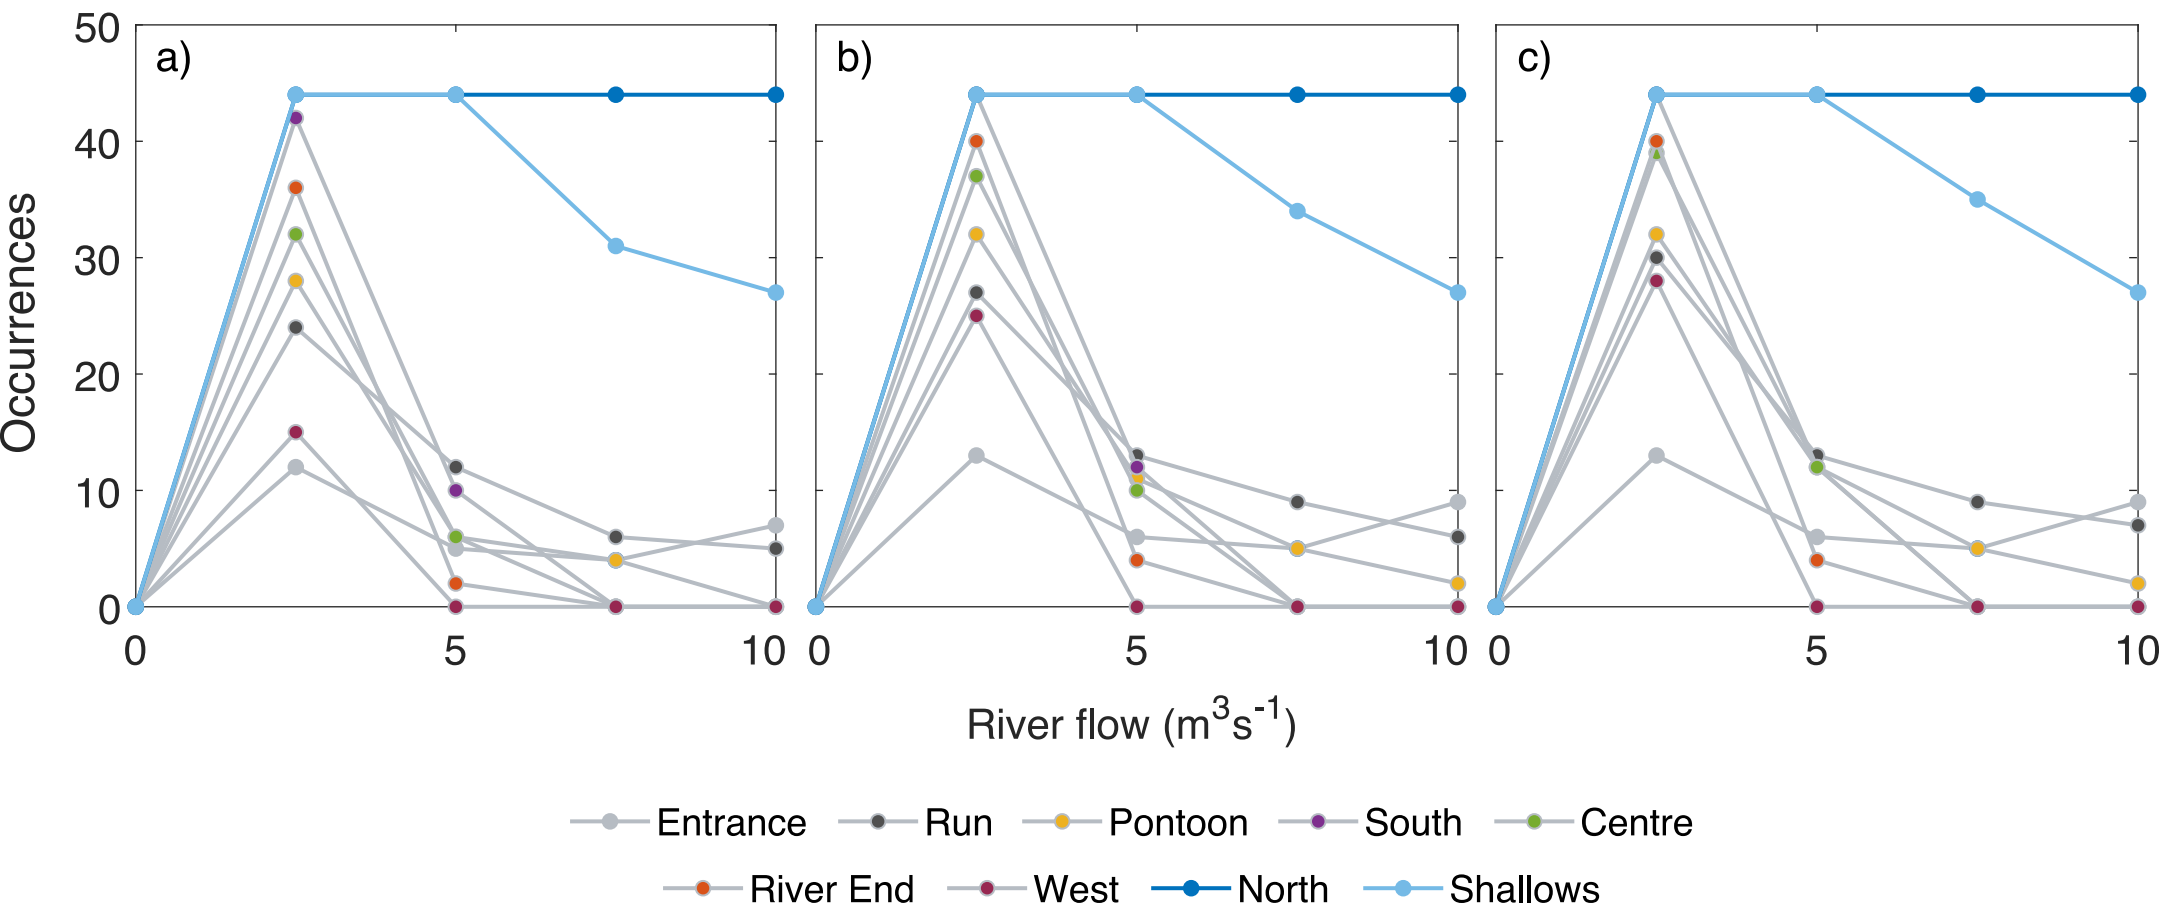 a) b) c)
50
40
30
20
10
0
Occurrences
0 5 10 0 5 10 0 5 10
River flow (m³s⁻¹)
Entrance Run Pontoon South Centre
River End West North Shallows